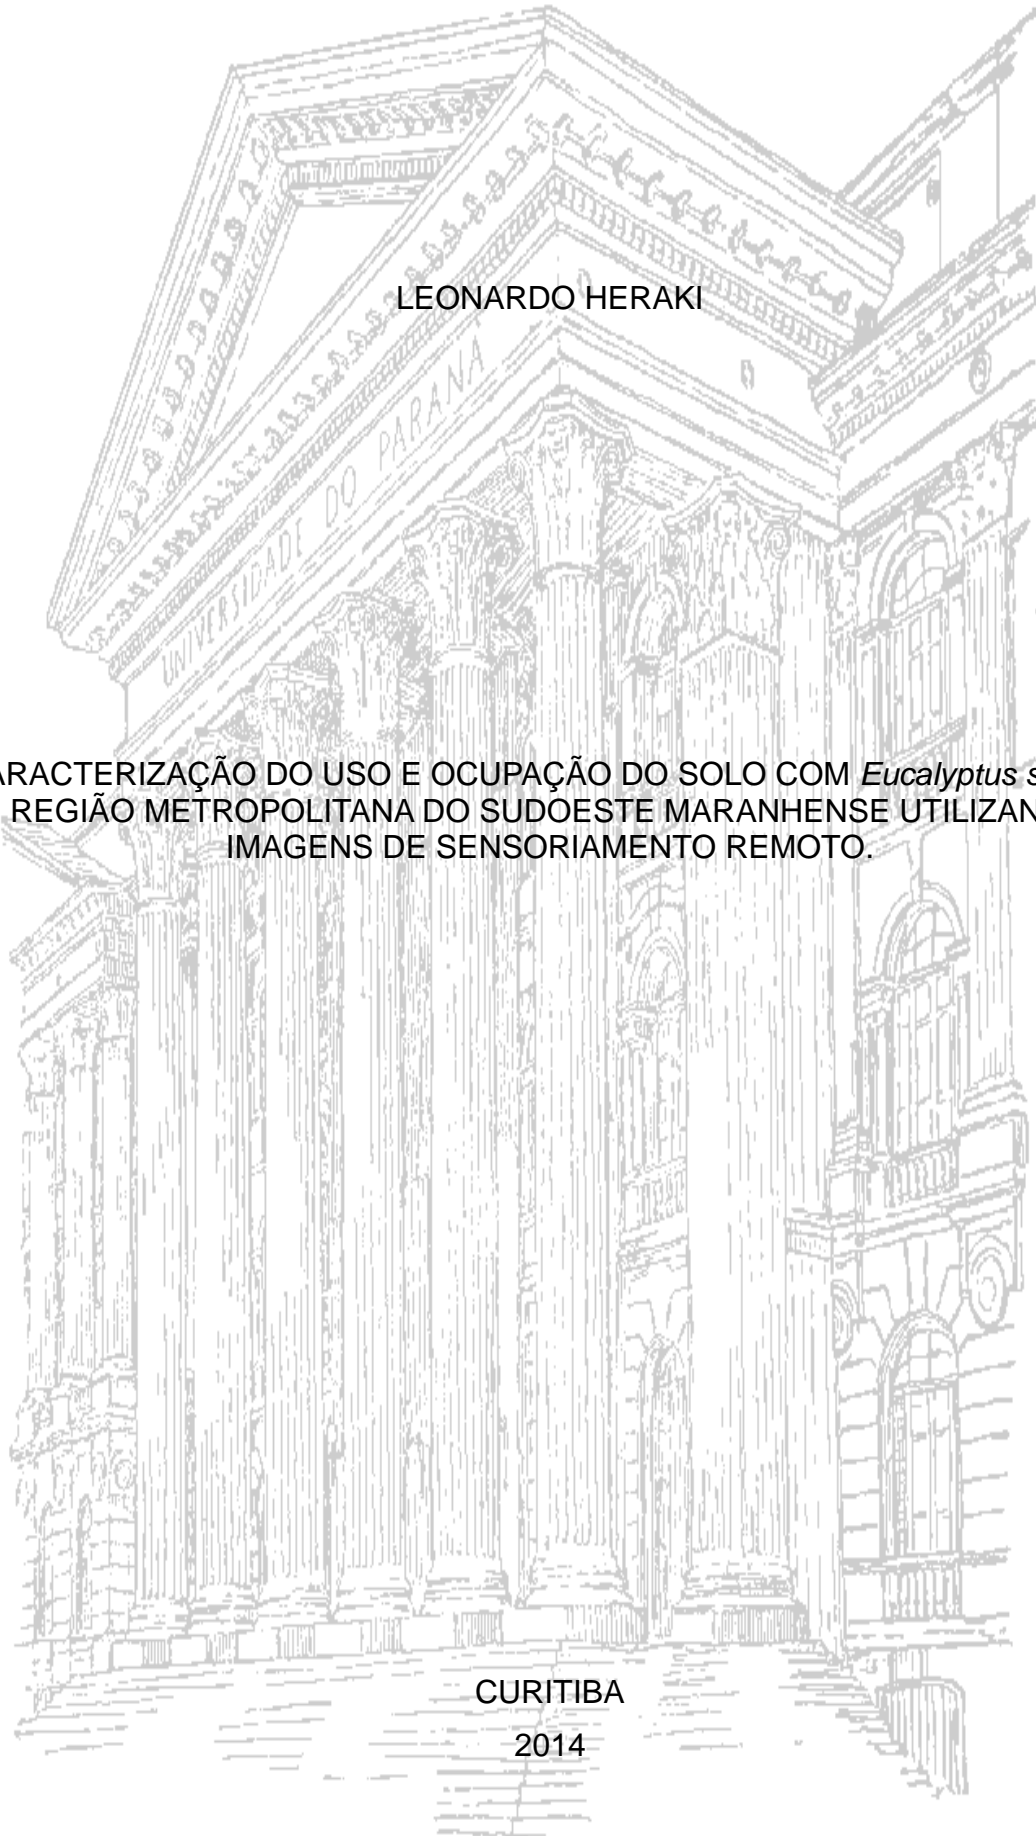 LEONARDO HERAKI
UNIVERSIDADE DO PARANA
ARACTERIZAÇÃO DO USO E OCUPAÇÃO DO SOLO COM Eucalyptus s
REGIÃO METROPOLITANA DO SUDOESTE MARANHENSE UTILIZAN
IMAGENS DE SENSORIAMENTO REMOTO.
CURITIBA
2014